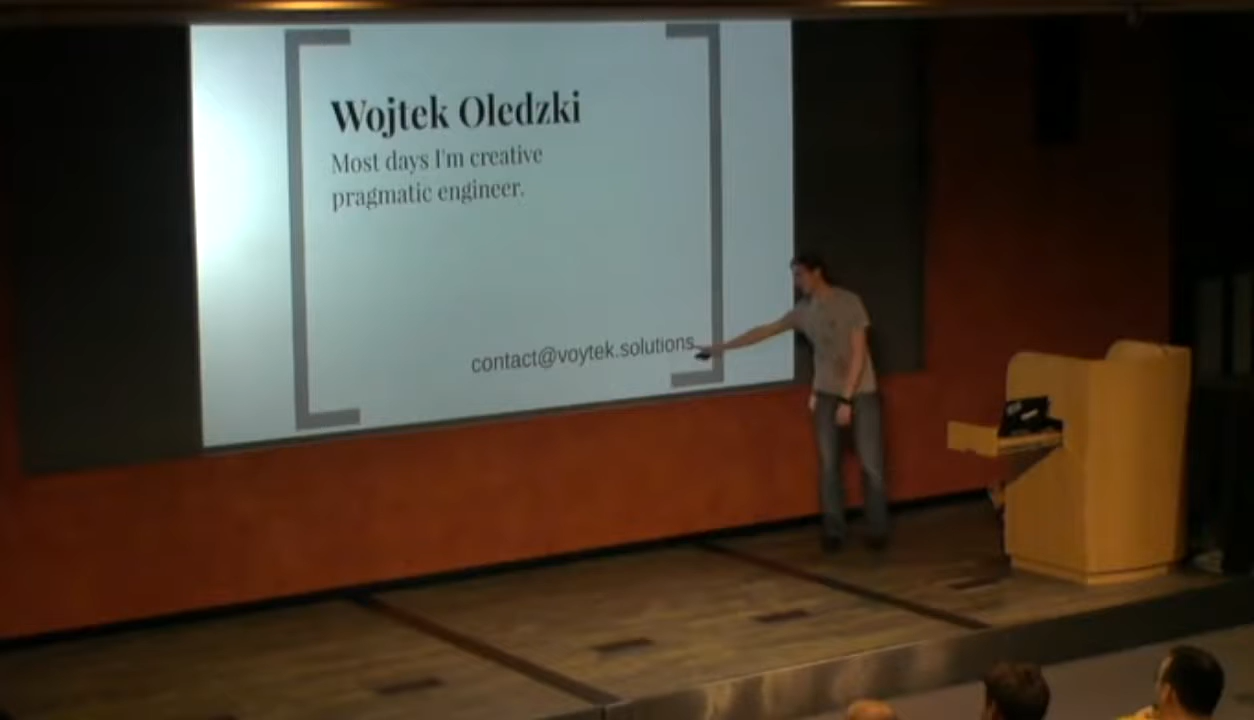 Wojtek Oledzki
Most days I'm creative
pragmatic engineer.
contact@voytek.solutions